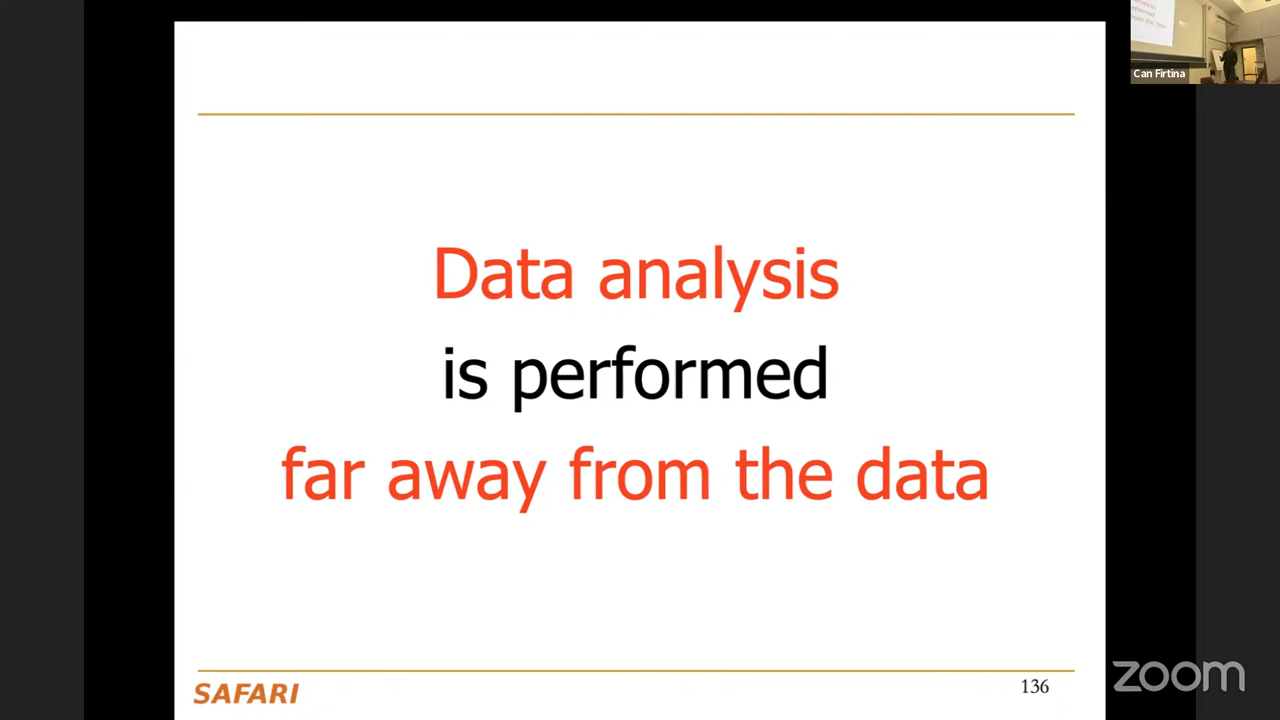 Can Firtina
Data analysis
is performed
far away from the data
SAFARI
136
zoom